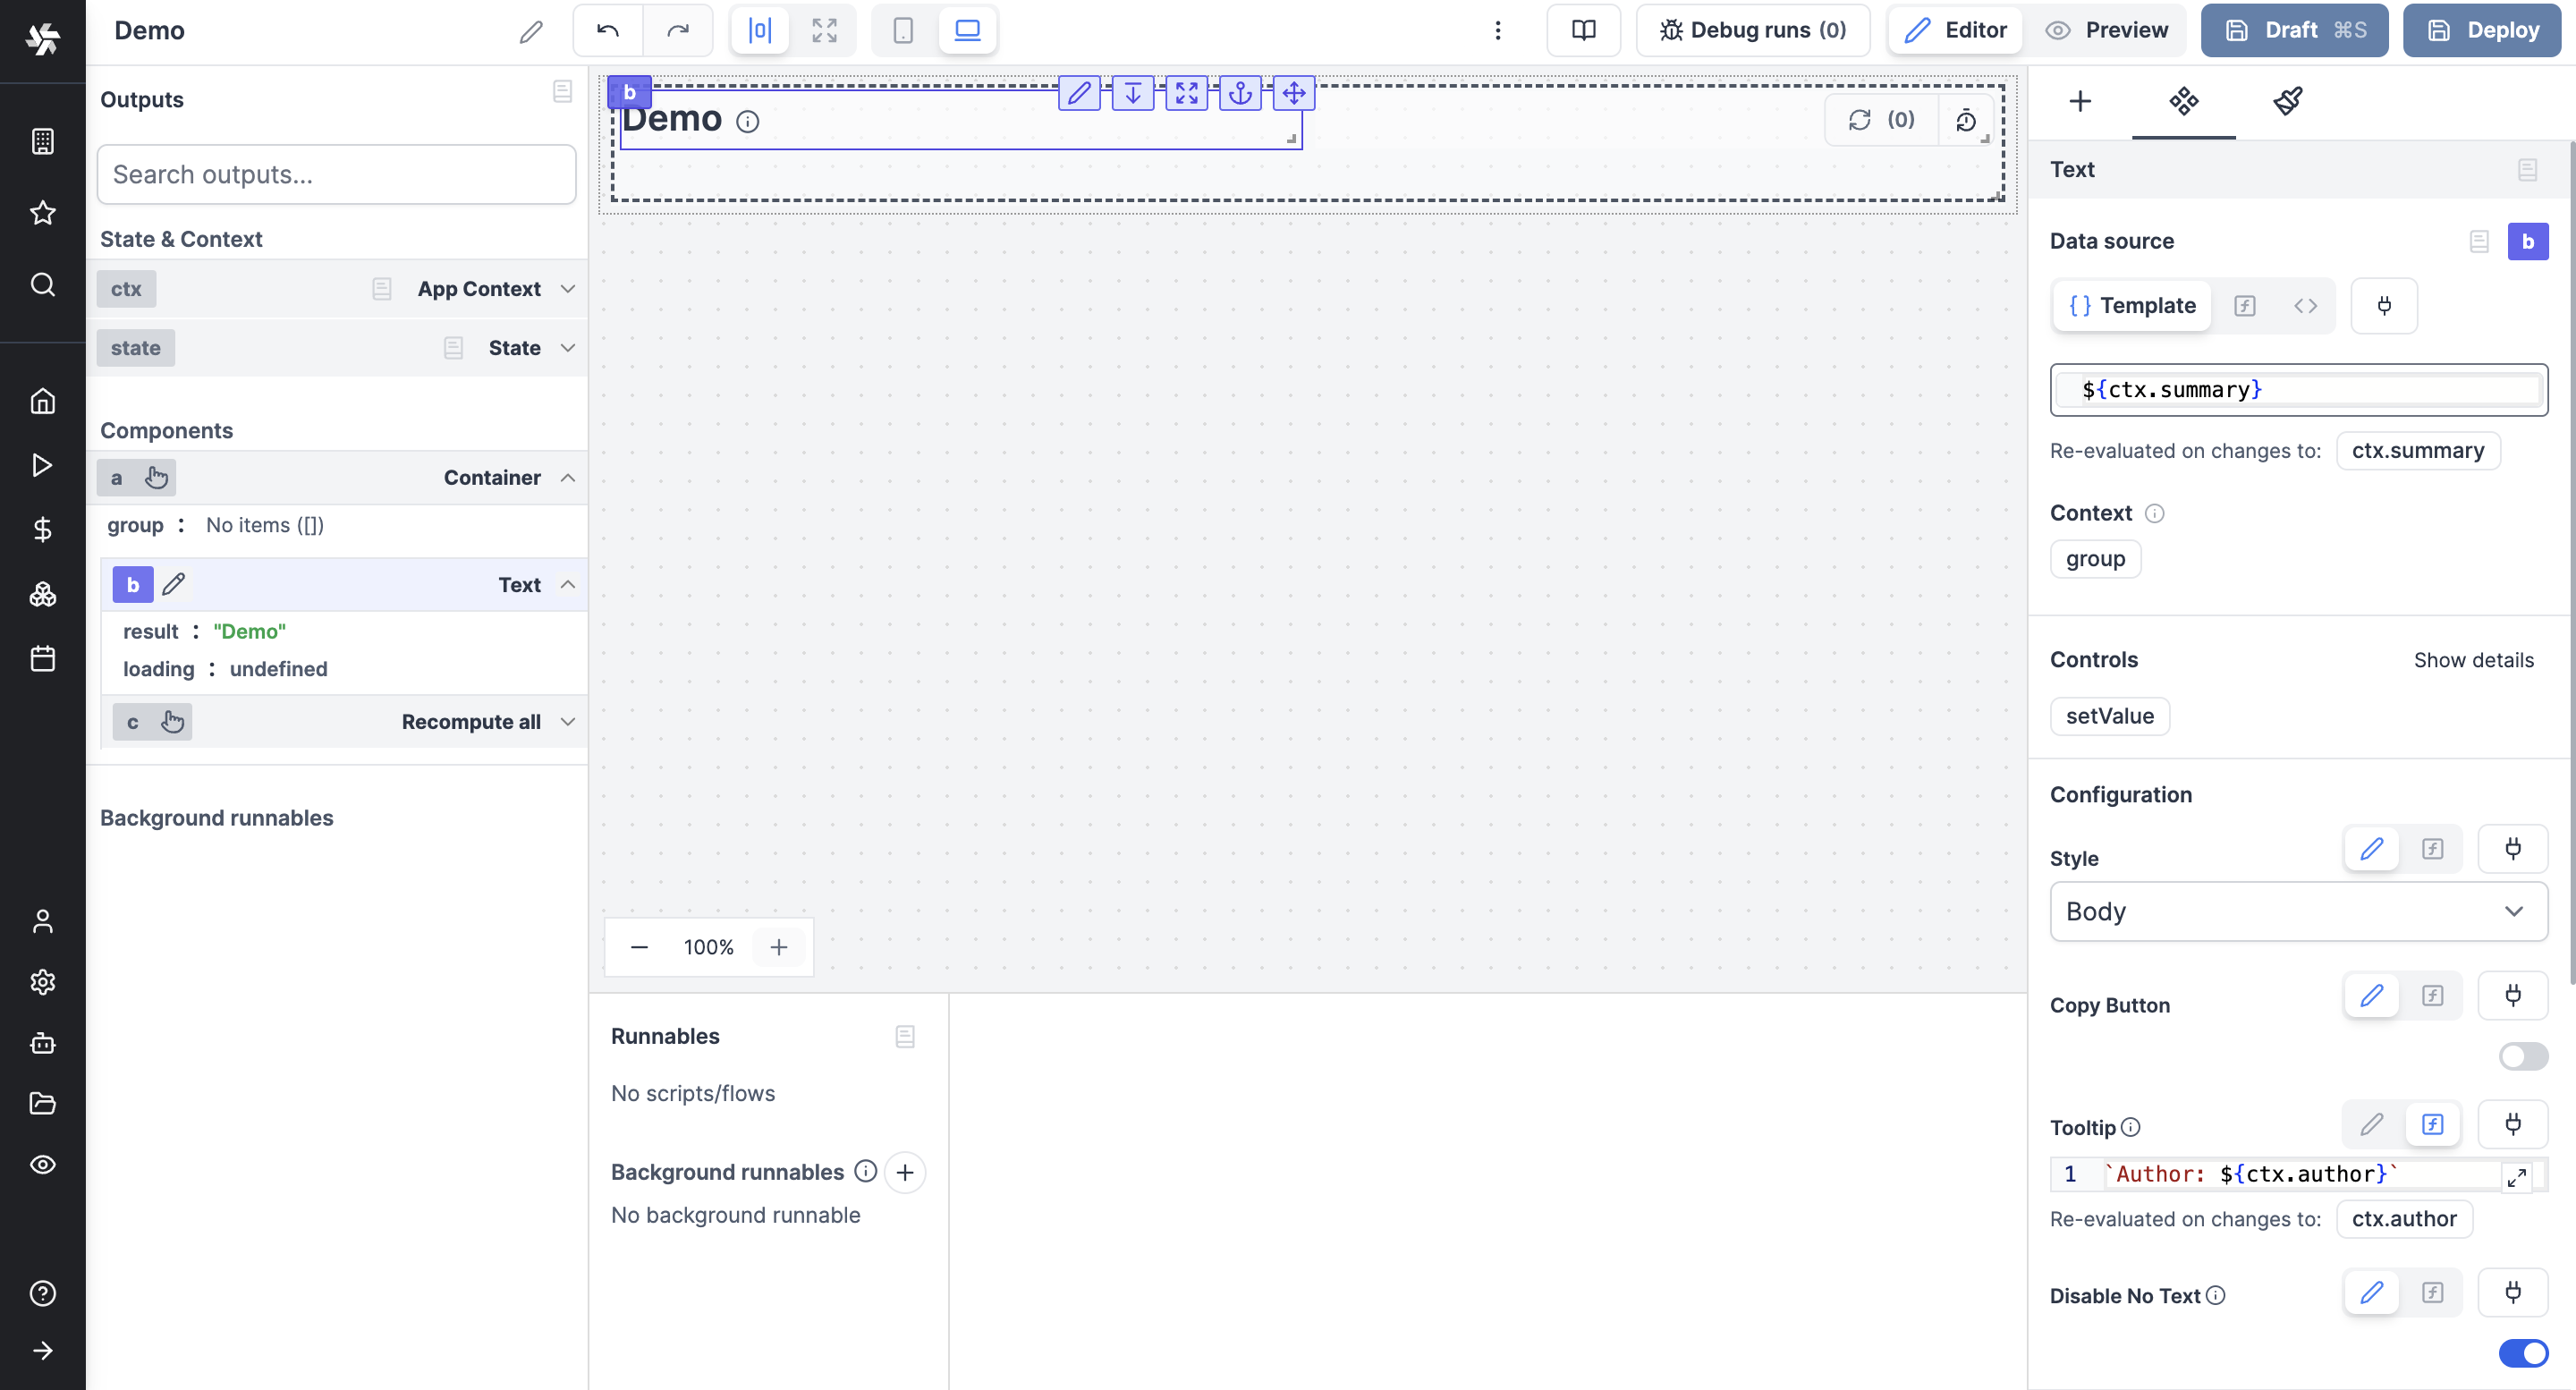 Demo
Debug runs (0)
Editor
Preview
Draft ⌘S
Deploy
Outputs
Search outputs...
State & Context
ctx
App Context
state
State
Components
a
Container
group : No items ([])
b
Text
result : "Demo"
loading : undefined
c
Recompute all
Background runnables
b
Demo
(0)
100%
Runnables
No scripts/flows
Background runnables
No background runnable
Text
Data source
b
{} Template
${ctx.summary}
Re-evaluated on changes to: ctx.summary
Context
group
Controls
Show details
setValue
Configuration
Style
Body
Copy Button
Tooltip
1 `Author: ${ctx.author}`
Re-evaluated on changes to: ctx.author
Disable No Text